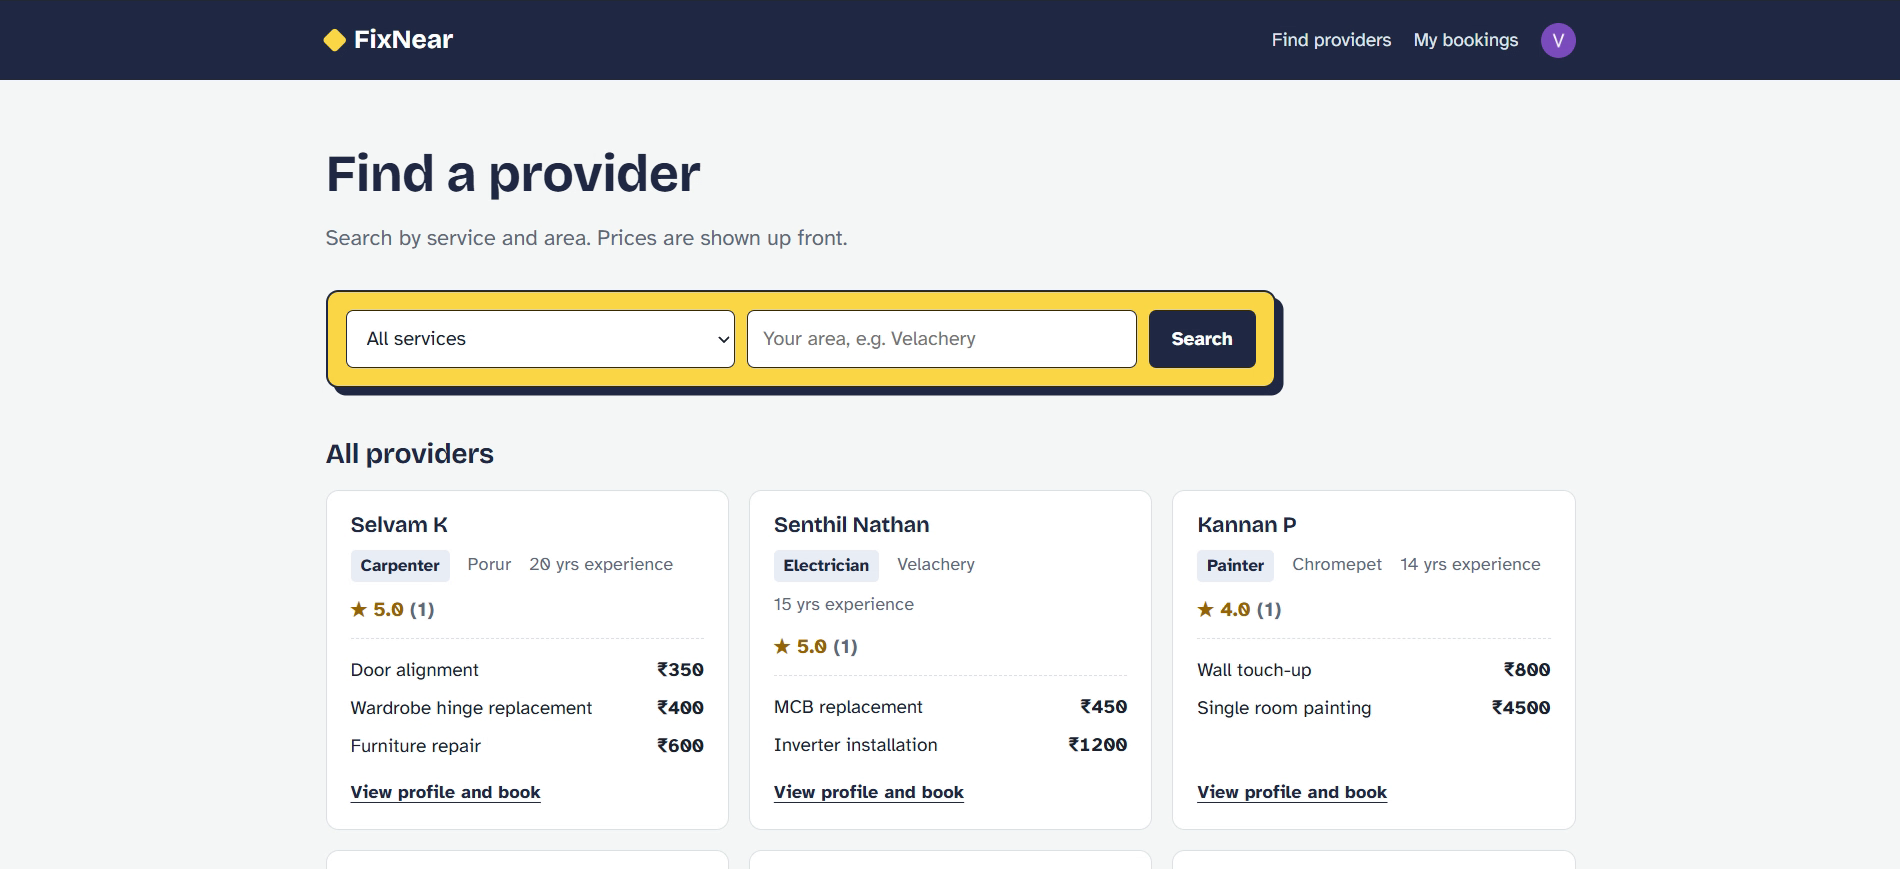 FixNear
Find providers
My bookings
V
Find a provider
Search by service and area. Prices are shown up front.
All services
Your area, e.g. Velachery
Search
All providers
Selvam K
Carpenter Porur 20 yrs experience
★ 5.0 (1)
Door alignment ₹350
Wardrobe hinge replacement ₹400
Furniture repair ₹600
View profile and book
Senthil Nathan
Electrician Velachery
15 yrs experience
★ 5.0 (1)
MCB replacement ₹450
Inverter installation ₹1200
View profile and book
Kannan P
Painter Chromepet 14 yrs experience
★ 4.0 (1)
Wall touch-up ₹800
Single room painting ₹4500
View profile and book